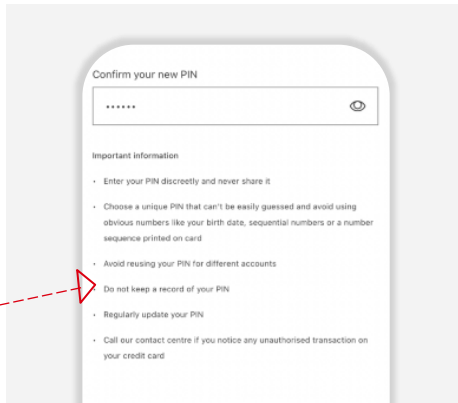 Confirm your new PIN
••••••
Important information
• Enter your PIN discreetly and never share it
• Choose a unique PIN that can't be easily guessed and avoid using
obvious numbers like your birth date, sequential numbers or a number
sequence printed on card
• Avoid reusing your PIN for different accounts
• Do not keep a record of your PIN
• Regularly update your PIN
• Call our contact centre if you notice any unauthorised transaction on
your credit card